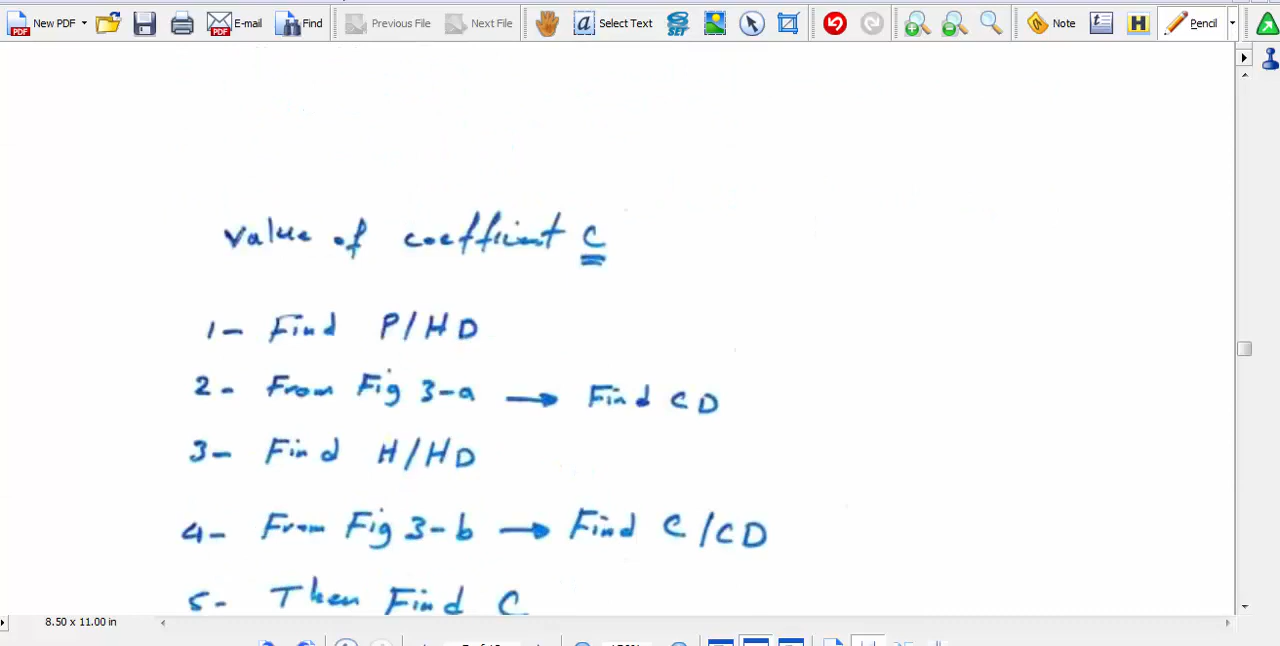 New PDF
E-mail
Find
Previous File
Next File
Select Text
Note
Pencil
value of coefficient C
1- Find P/HD
2- From Fig 3-a → Find CD
3- Find H/HD
4- From Fig 3-b → Find C/CD
5- Then Find C
8.50 x 11.00 in